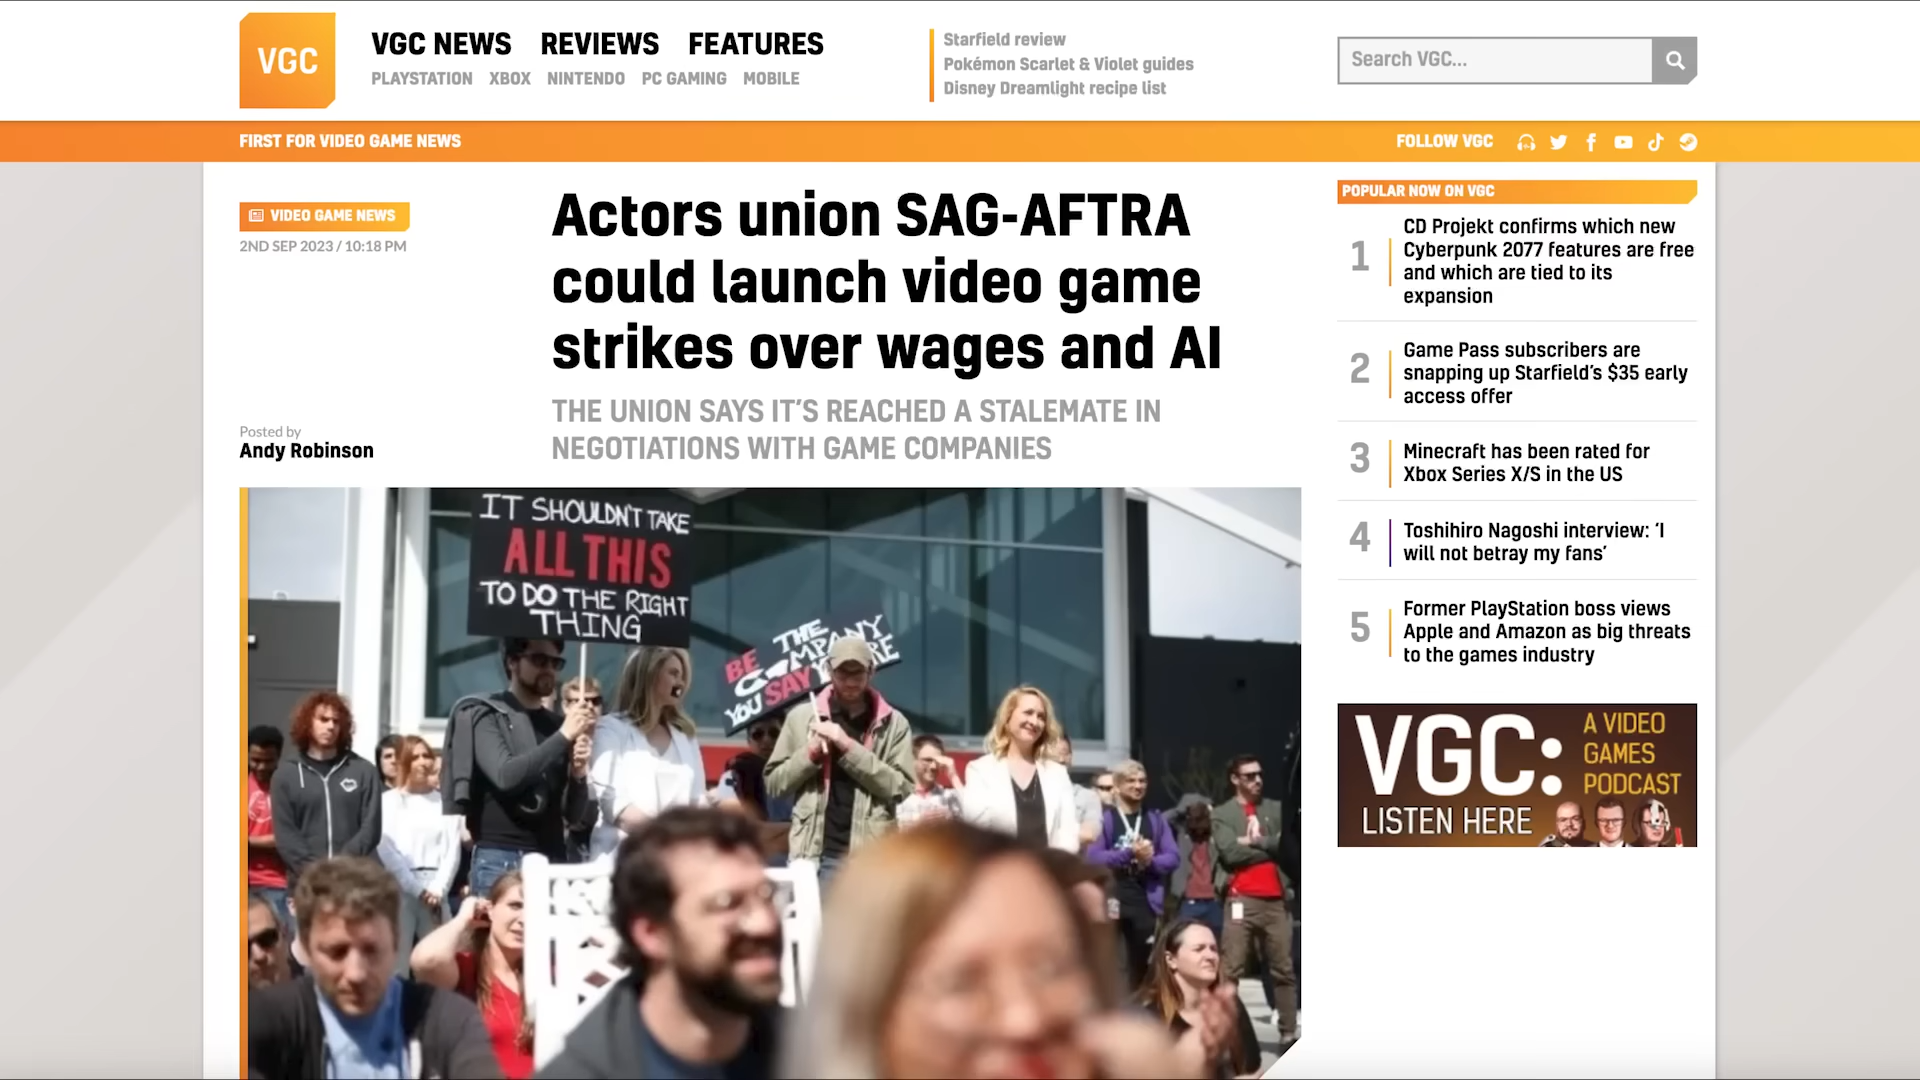 VGC
VGC NEWS REVIEWS FEATURES
PLAYSTATION XBOX NINTENDO PC GAMING MOBILE
Starfield review
Pokémon Scarlet & Violet guides
Disney Dreamlight recipe list
Search VGC...
FIRST FOR VIDEO GAME NEWS
FOLLOW VGC
VIDEO GAME NEWS
2ND SEP 2023 / 10:18 PM
Actors union SAG-AFTRA
could launch video game
strikes over wages and AI
THE UNION SAYS IT'S REACHED A STALEMATE IN
NEGOTIATIONS WITH GAME COMPANIES
Posted by
Andy Robinson
IT SHOULDN'T TAKE
ALL THIS
TO DO THE RIGHT
THING
BE THE
COMPANY
YOU SAY YOU'RE
POPULAR NOW ON VGC
1
CD Projekt confirms which new
Cyberpunk 2077 features are free
and which are tied to its
expansion
2
Game Pass subscribers are
snapping up Starfield's $35 early
access offer
3
Minecraft has been rated for
Xbox Series X/S in the US
4
Toshihiro Nagoshi interview: ‘I
will not betray my fans’
5
Former PlayStation boss views
Apple and Amazon as big threats
to the games industry
VGC:
A VIDEO
GAMES
PODCAST
LISTEN HERE